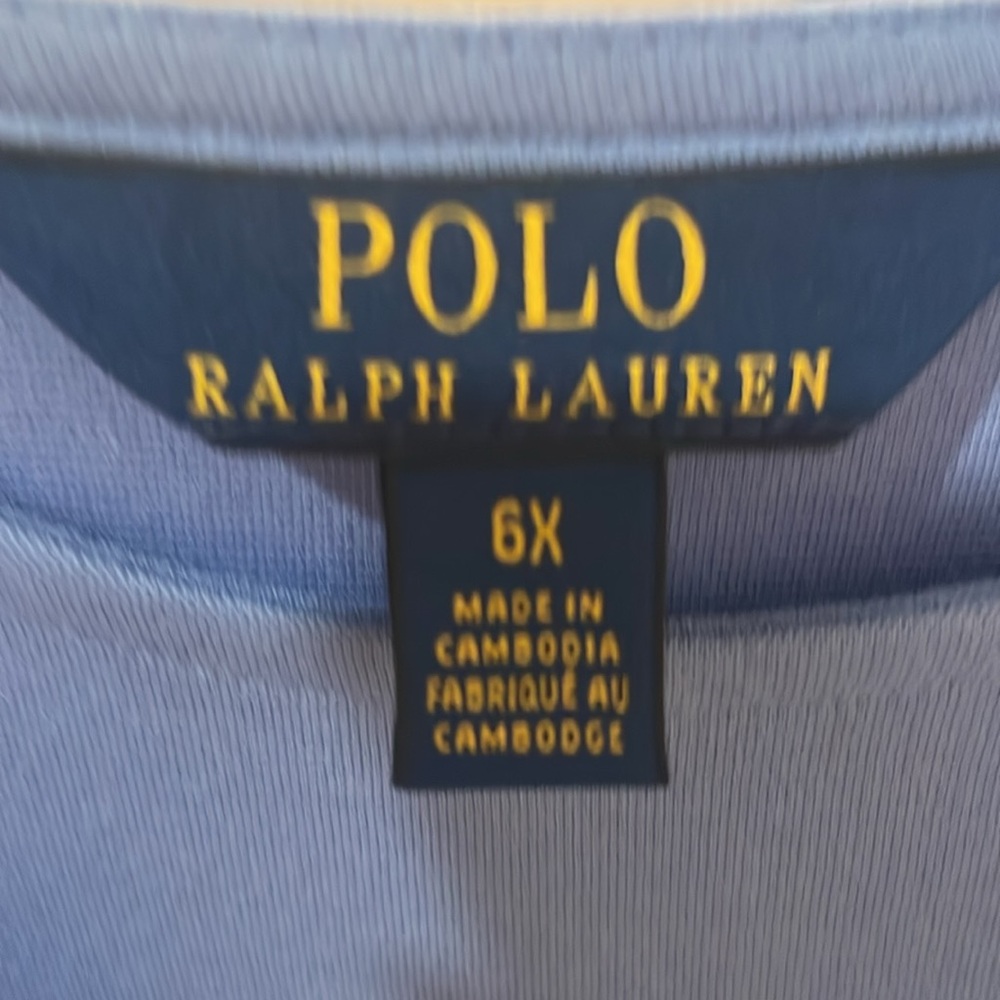 POLO
RALPH LAUREN
6X
MADE IN
CAMBODIA
FABRIQUÉ AU
CAMBODGE